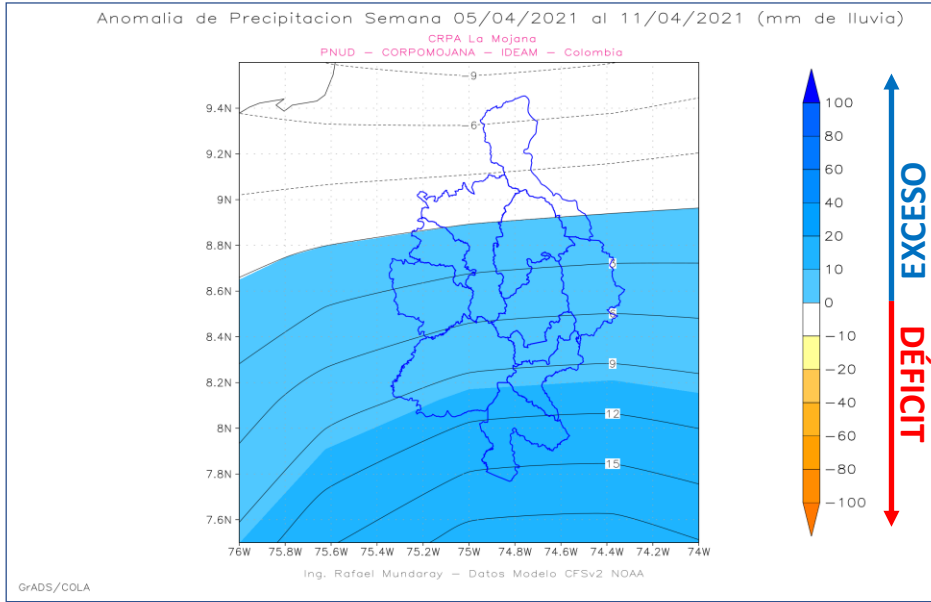 Anomalia de Precipitacion Semana 05/04/2021 al 11/04/2021 (mm de lluvia)
CRPA La Mojana
PNUD – CORPOMOJANA – IDEAM – Colombia
9.4N
9.2N
9N
8.8N
8.6N
8.4N
8.2N
8N
7.8N
7.6N
76W 75.8W 75.6W 75.4W 75.2W 75W 74.8W 74.6W 74.4W 74.2W 74W
-9
-6
9
12
15
100
80
60
40
20
10
0
-10
-20
-40
-60
-80
-100
EXCESO
DÉFICIT
Ing. Rafael Mundaray – Datos Modelo CFSv2 NOAA
GrADS/COLA